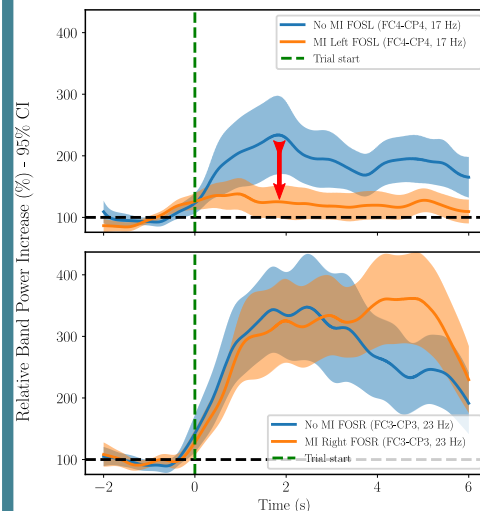 Relative Band Power Increase (%) - 95% CI
400
300
200
100
No MI FOSL (FC4-CP4, 17 Hz)
MI Left FOSL (FC4-CP4, 17 Hz)
Trial start
400
300
200
100
No MI FOSR (FC3-CP3, 23 Hz)
MI Right FOSR (FC3-CP3, 23 Hz)
Trial start
−2 0 2 4 6
Time (s)